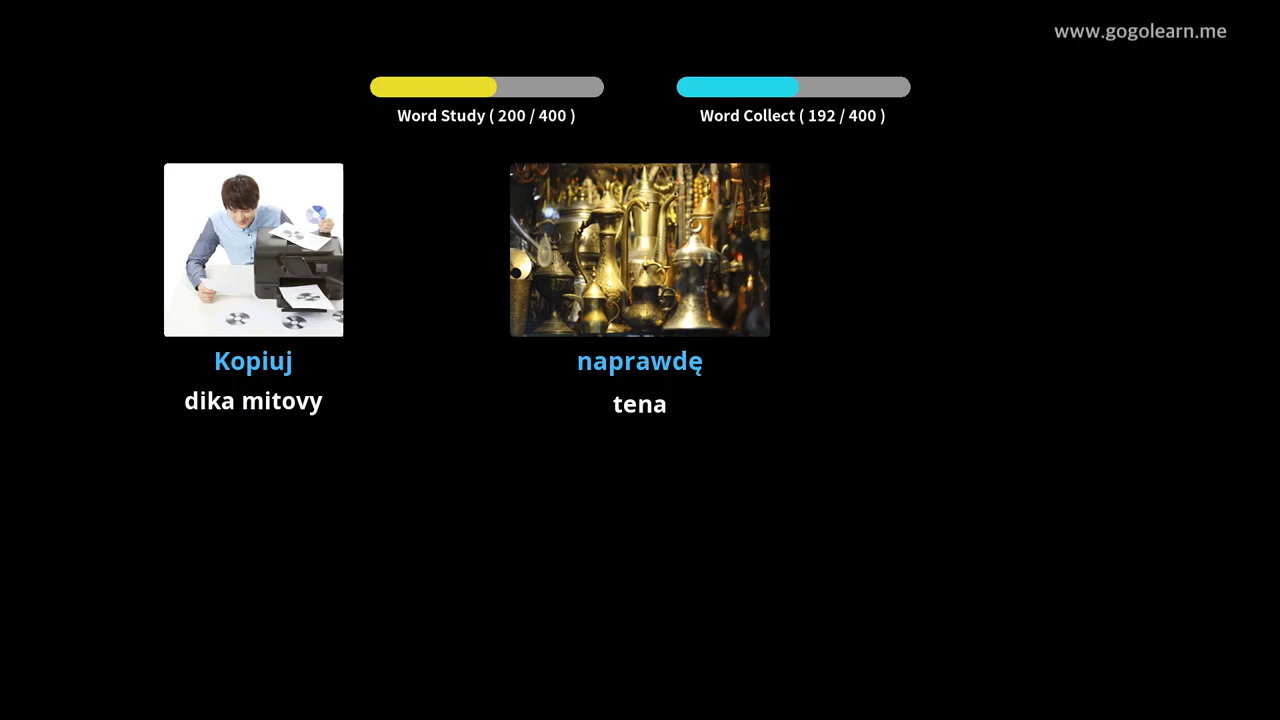 www.gogolearn.me
Word Study ( 200 / 400 )
Word Collect ( 192 / 400 )
Kopiuj
dika mitovy
naprawdę
tena